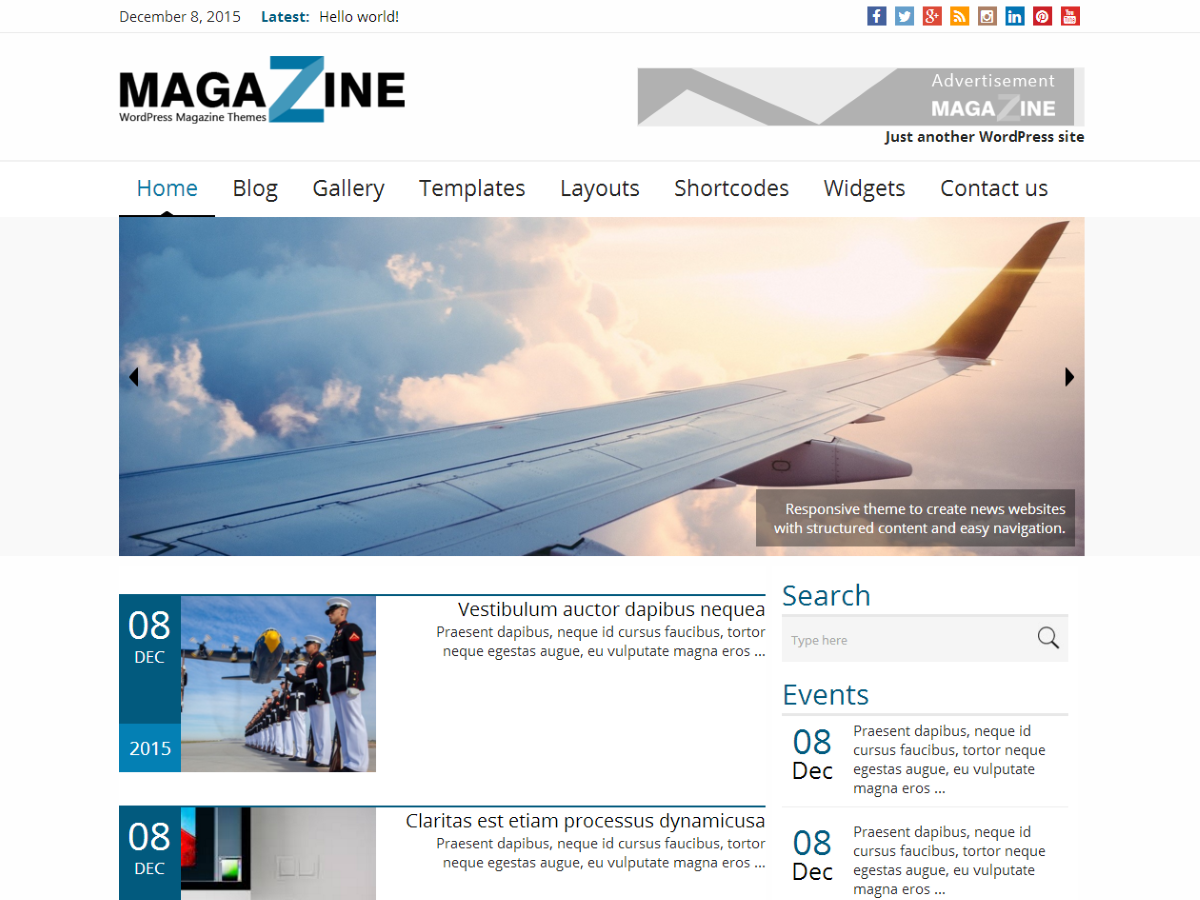 December 8, 2015 Latest: Hello world!
MAGAZINE
WordPress Magazine Themes
Advertisement
MAGAZINE
Just another WordPress site
Home Blog Gallery Templates Layouts Shortcodes Widgets Contact us
Responsive theme to create news websites
with structured content and easy navigation.
08
DEC
2015
Vestibulum auctor dapibus nequea
Praesent dapibus, neque id cursus faucibus, tortor
neque egestas augue, eu vulputate magna eros ...
08
DEC
Claritas est etiam processus dynamicusa
Praesent dapibus, neque id cursus faucibus, tortor
neque egestas augue, eu vulputate magna eros ...
Search
Type here
Events
08
Dec
Praesent dapibus, neque id
cursus faucibus, tortor neque
egestas augue, eu vulputate
magna eros ...
08
Dec
Praesent dapibus, neque id
cursus faucibus, tortor neque
egestas augue, eu vulputate
magna eros ...